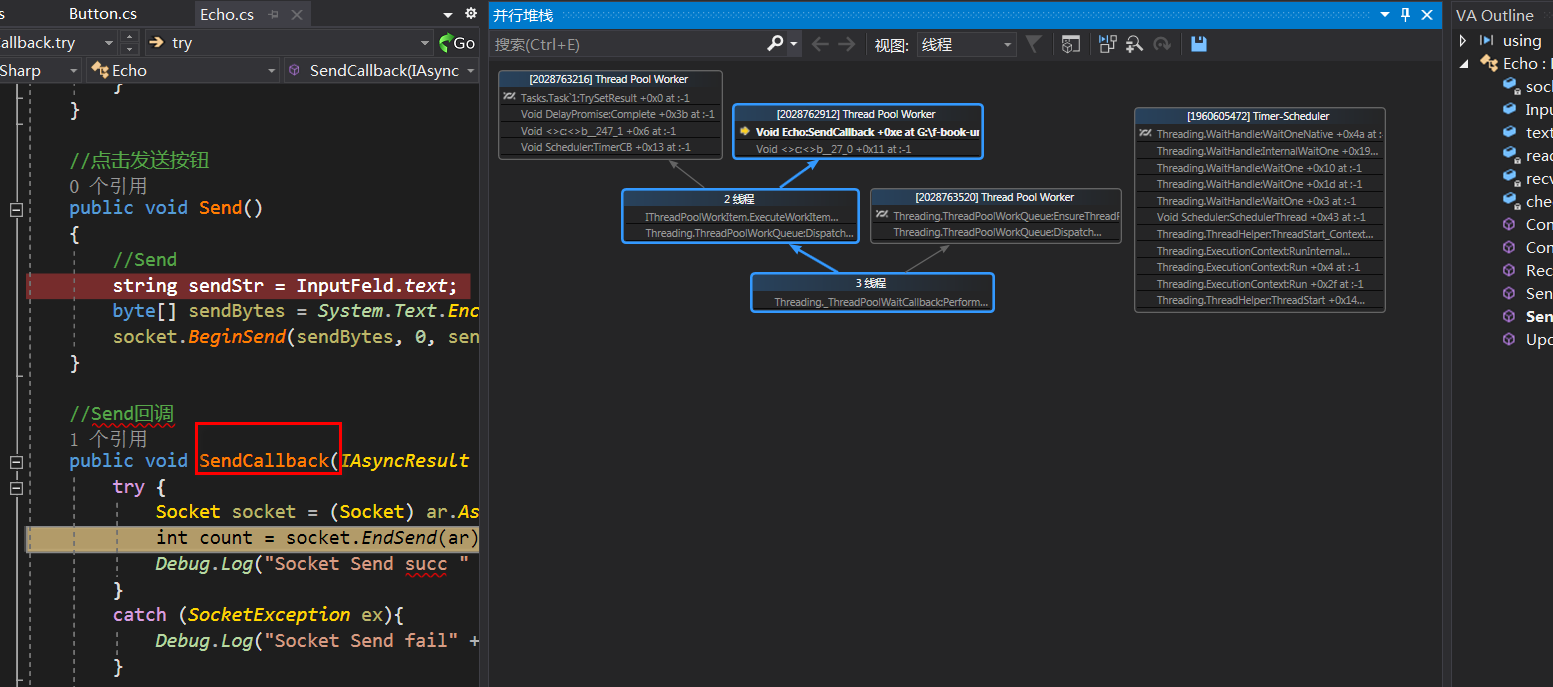 s
Button.cs
Echo.cs
allback.try
try
Go
Sharp
Echo
SendCallback(IAsync
}
}
//点击发送按钮
0 个引用
public void Send()
{
//Send
string sendStr = InputFeld.text;
byte[] sendBytes = System.Text.Enc
socket.BeginSend(sendBytes, 0, sen
}
//Send回调
1 个引用
public void SendCallback(IAsyncResult
try {
Socket socket = (Socket) ar.As
int count = socket.EndSend(ar)
Debug.Log("Socket Send succ "
}
catch (SocketException ex){
Debug.Log("Socket Send fail" +
}
并行堆栈
搜索(Ctrl+E)
视图:
线程
[2028763216] Thread Pool Worker
Tasks.Task`1:TrySetResult +0x0 at :-1
Void DelayPromise:Complete +0x3b at :-1
Void <>c:<>b__247_1 +0x6 at :-1
Void Scheduler:TimerCB +0x13 at :-1
[2028762912] Thread Pool Worker
Void Echo:SendCallback +0xe at G:\f-book-ur
Void <>c:<>b__27_0 +0x11 at :-1
2 线程
IThreadPoolWorkItem.ExecuteWorkItem...
Threading.ThreadPoolWorkQueue:Dispatch...
[2028763520] Thread Pool Worker
Threading.ThreadPoolWorkQueue:EnsureThreadF
Threading.ThreadPoolWorkQueue:Dispatch...
3 线程
Threading._ThreadPoolWaitCallback:Perform...
[1960605472] Timer-Scheduler
Threading.WaitHandle:WaitOneNative +0x4a at :
Threading.WaitHandle:InternalWaitOne +0x19...
Threading.WaitHandle:WaitOne +0x10 at :-1
Threading.WaitHandle:WaitOne +0x1d at :-1
Threading.WaitHandle:WaitOne +0x3 at :-1
Void Scheduler:SchedulerThread +0x43 at :-1
Threading.ThreadHelper:ThreadStart_Context...
Threading.ExecutionContext:RunInternal...
Threading.ExecutionContext:Run +0x4 at :-1
Threading.ExecutionContext:Run +0x2f at :-1
Threading.ThreadHelper:ThreadStart +0x14...
VA Outline
using
Echo : 
soc
Inpu
text
read
recv
che
Con
Con
Rec
Sen
Sen
Upd